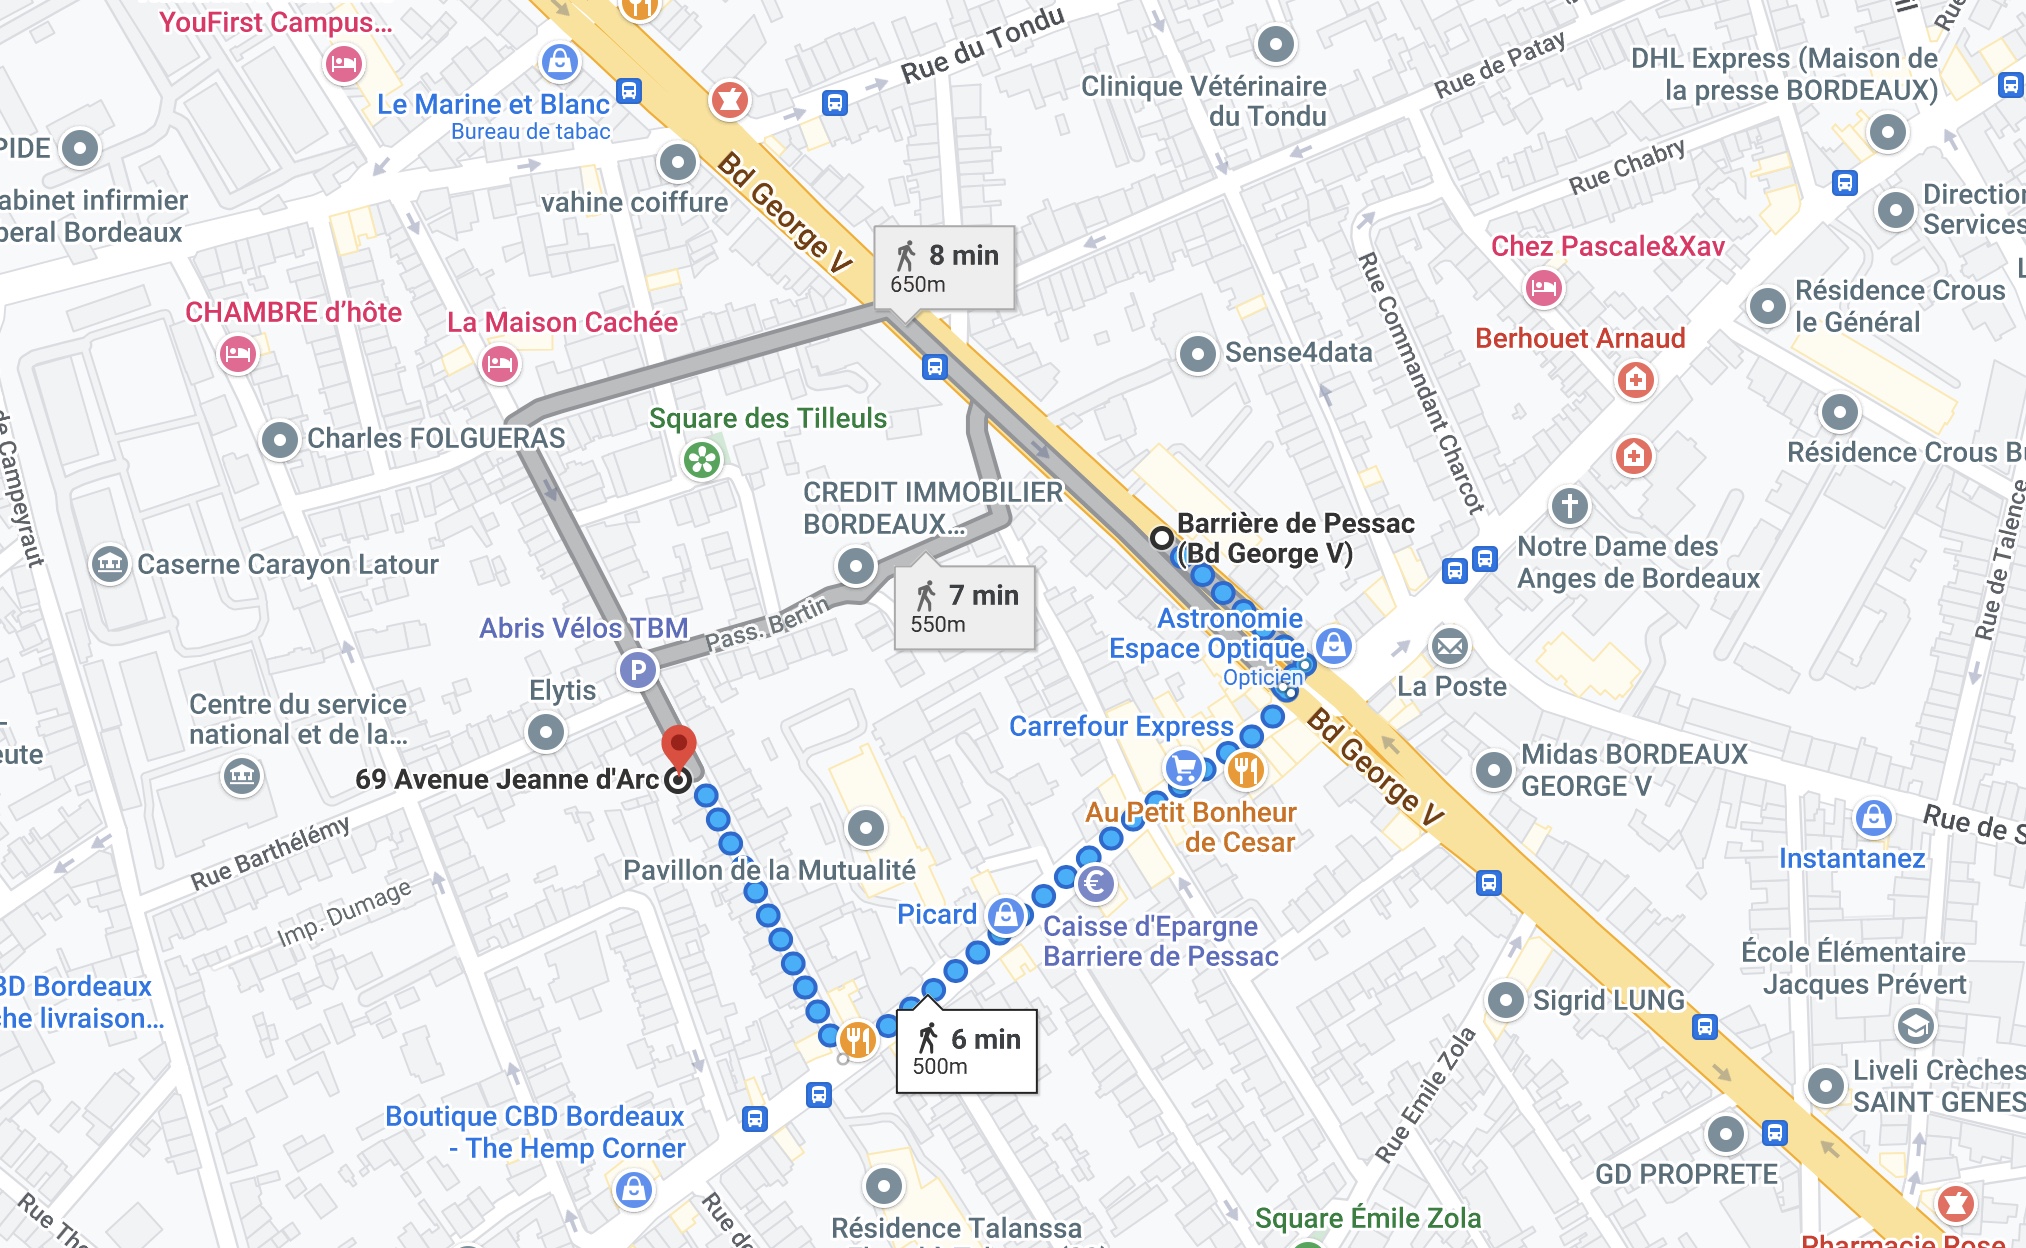 YouFirst Campus...
Le Marine et Blanc
Bureau de tabac
Rue du Tondu
Clinique Vétérinaire
du Tondu
Rue de Patay
DHL Express (Maison de
la presse BORDEAUX)
Rue
PIDE
vahine coiffure
Bd George V
Rue Chabry
abinet infirmier
peral Bordeaux
Direction
Services
8 min
650m
Chez Pascale&Xav
Résidence Crous
le Général
CHAMBRE d'hôte
La Maison Cachée
Rue Commandant Charcot
Sense4data
Berhouet Arnaud
Charles FOLGUERAS
Square des Tilleuls
Résidence Crous Bu
de Campeyraut
CREDIT IMMOBILIER
BORDEAUX...
Barrière de Pessac
(Bd George V)
Notre Dame des
Anges de Bordeaux
Rue de Talence
Caserne Carayon Latour
7 min
550m
Abris Vélos TBM
Pass. Bertin
Astronomie
Espace Optique
Opticien
La Poste
Elytis
Centre du service
national et de la...
Carrefour Express
Bd George V
eute
Midas BORDEAUX
GEORGE V
69 Avenue Jeanne d'Arc
P
Au Petit Bonheur
de Cesar
Rue de S
Instantanez
Rue Barthélémy
Pavillon de la Mutualité
Imp. Dumage
Picard
€
Caisse d'Epargne
Barriere de Pessac
École Élémentaire
Jacques Prévert
BD Bordeaux
che livraison...
Sigrid LUNG
6 min
500m
Rue Emile Zola
Liveli Crèches
SAINT GENES
Boutique CBD Bordeaux
- The Hemp Corner
GD PROPRETE
Rue The
Rue de
Résidence Talanssa
Square Émile Zola
Pharmacie Rose